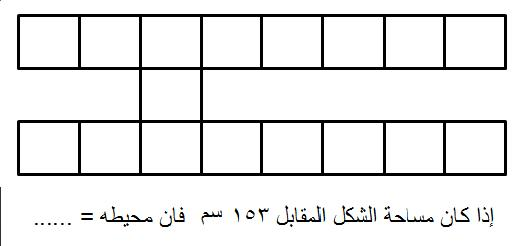 إذا كان مساحة الشكل المقابل ١٥٣ سم فان محيطه = ......